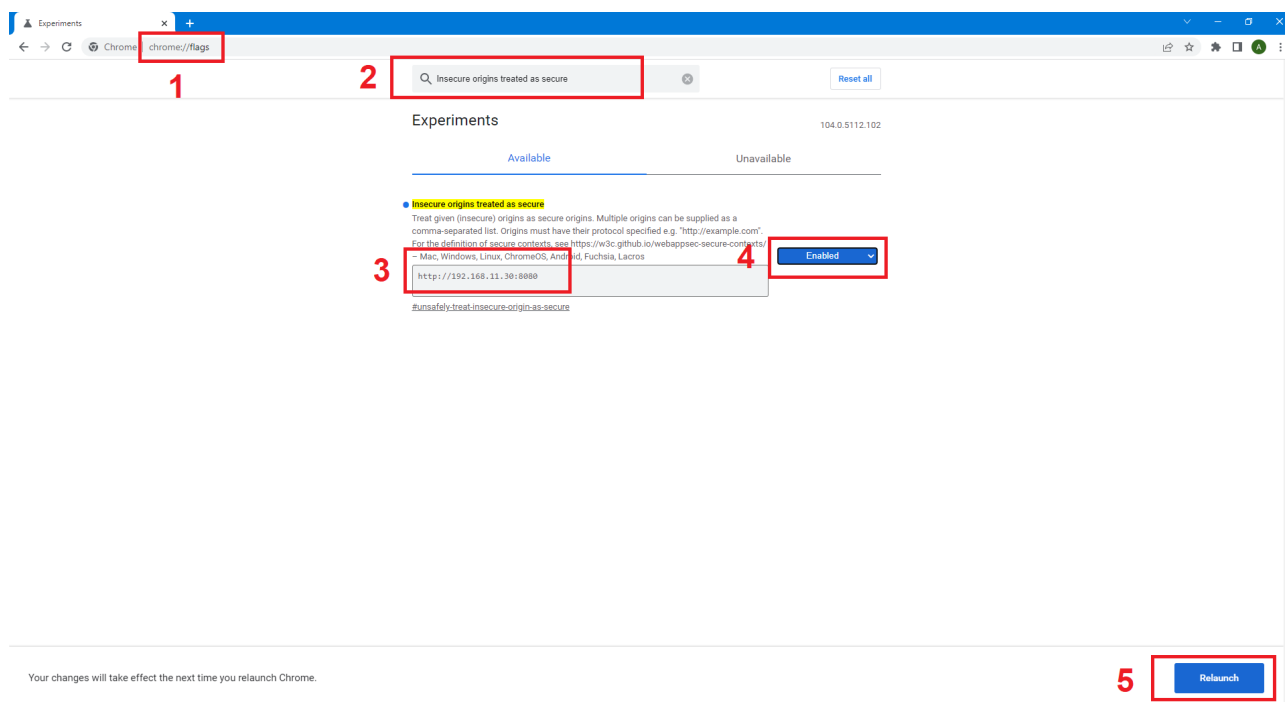 Experiments
Chrome | chrome://flags
A
1
2
Insecure origins treated as secure
Reset all
Experiments
104.0.5112.102
Available
Unavailable
Insecure origins treated as secure
Treat given (insecure) origins as secure origins. Multiple origins can be supplied as a
comma-separated list. Origins must have their protocol specified e.g. "http://example.com".
For the definition of secure contexts, see https://w3c.github.io/webappsec-secure-contexts/
– Mac, Windows, Linux, ChromeOS, Android, Fuchsia, Lacros
4
Enabled
3
http://192.168.11.30:8080
#unsafely-treat-insecure-origin-as-secure
Your changes will take effect the next time you relaunch Chrome.
5
Relaunch